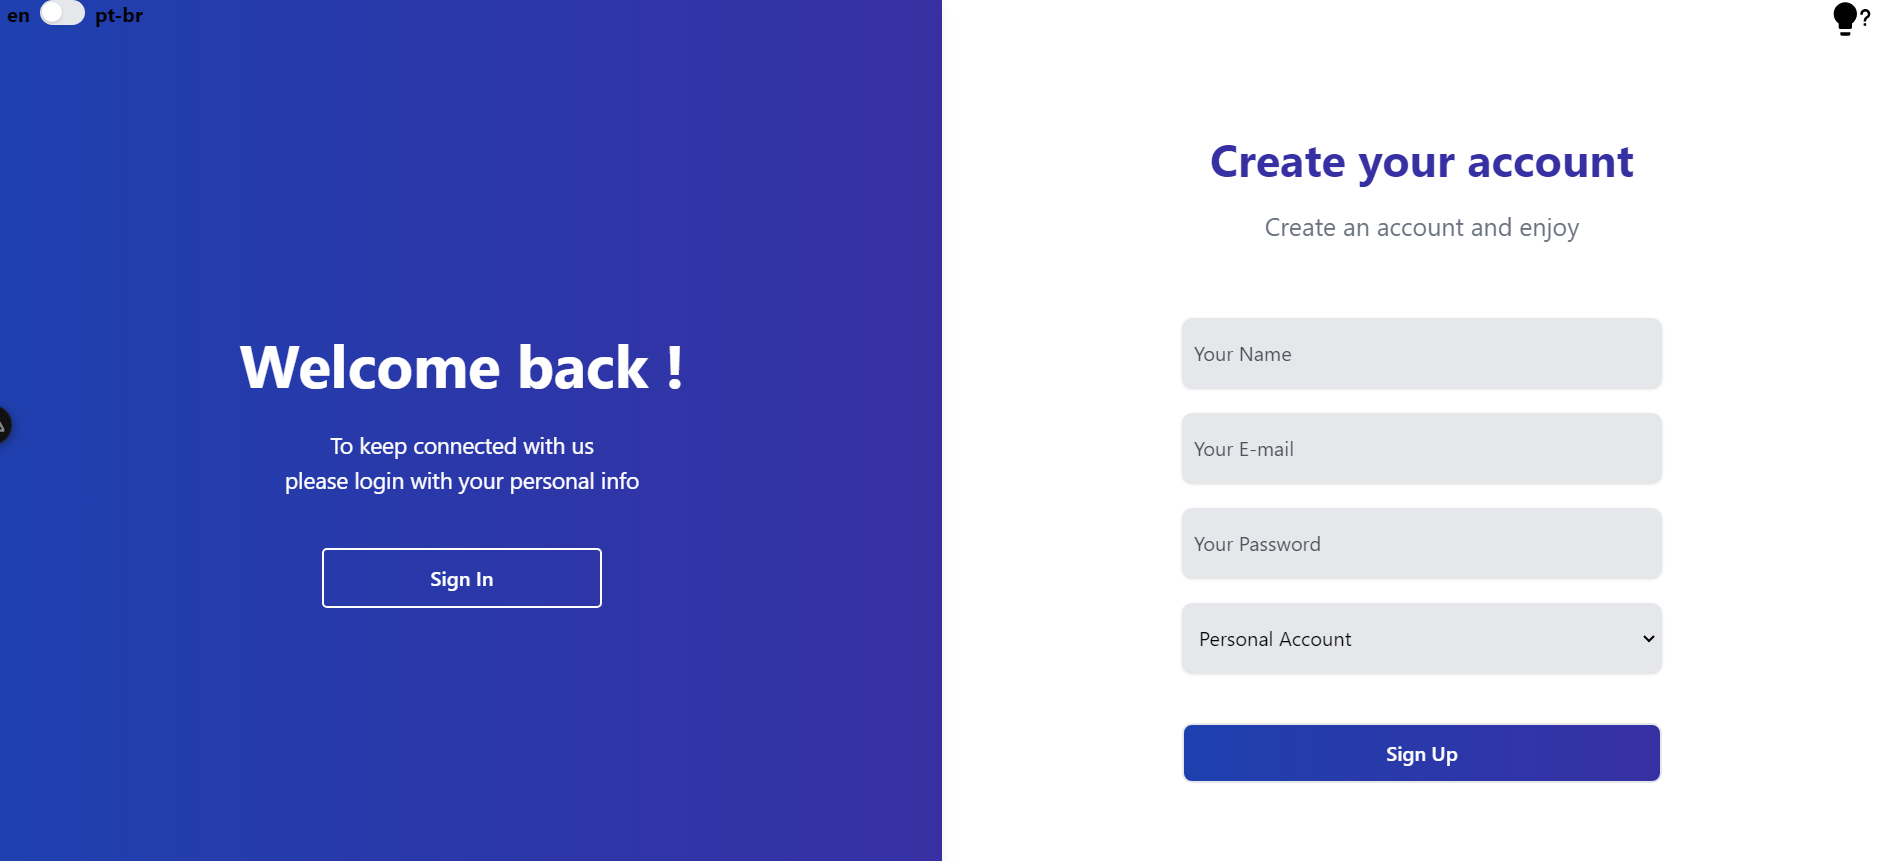 en pt-br
?
Welcome back !
To keep connected with us
please login with your personal info
Sign In
Create your account
Create an account and enjoy
Your Name
Your E-mail
Your Password
Personal Account
Sign Up